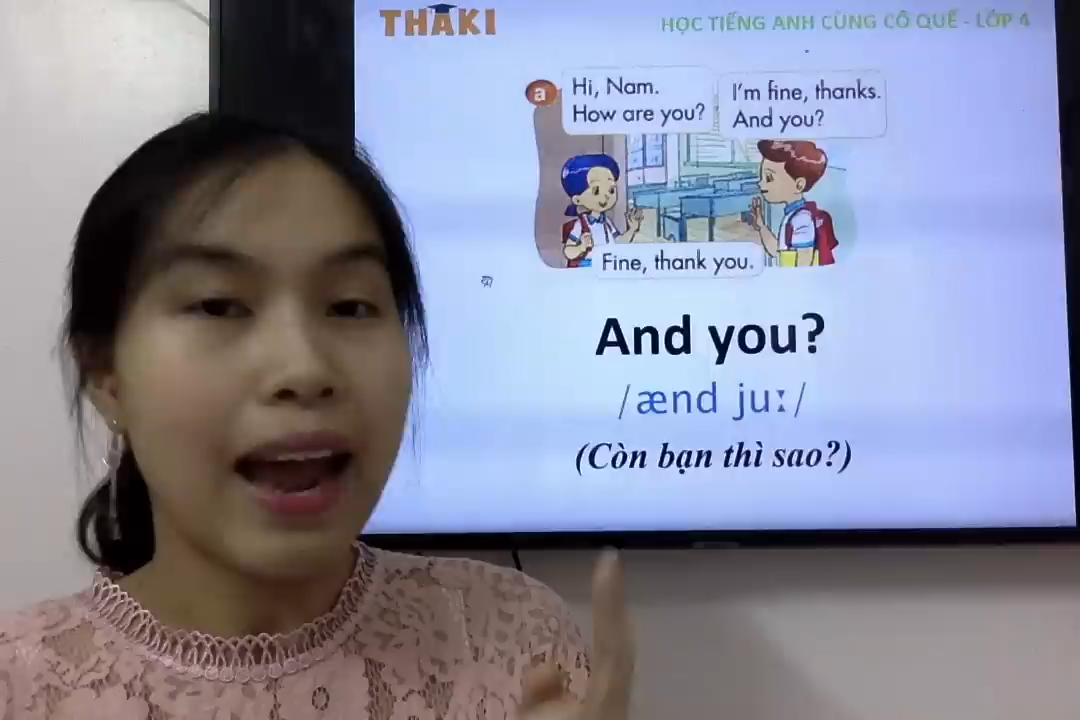 THAKI
HỌC TIẾNG ANH CÙNG CÔ QUẾ - LỚP 4
a
Hi, Nam.
How are you?
I'm fine, thanks.
And you?
Fine, thank you.
And you?
/ænd juː/
(Còn bạn thì sao?)